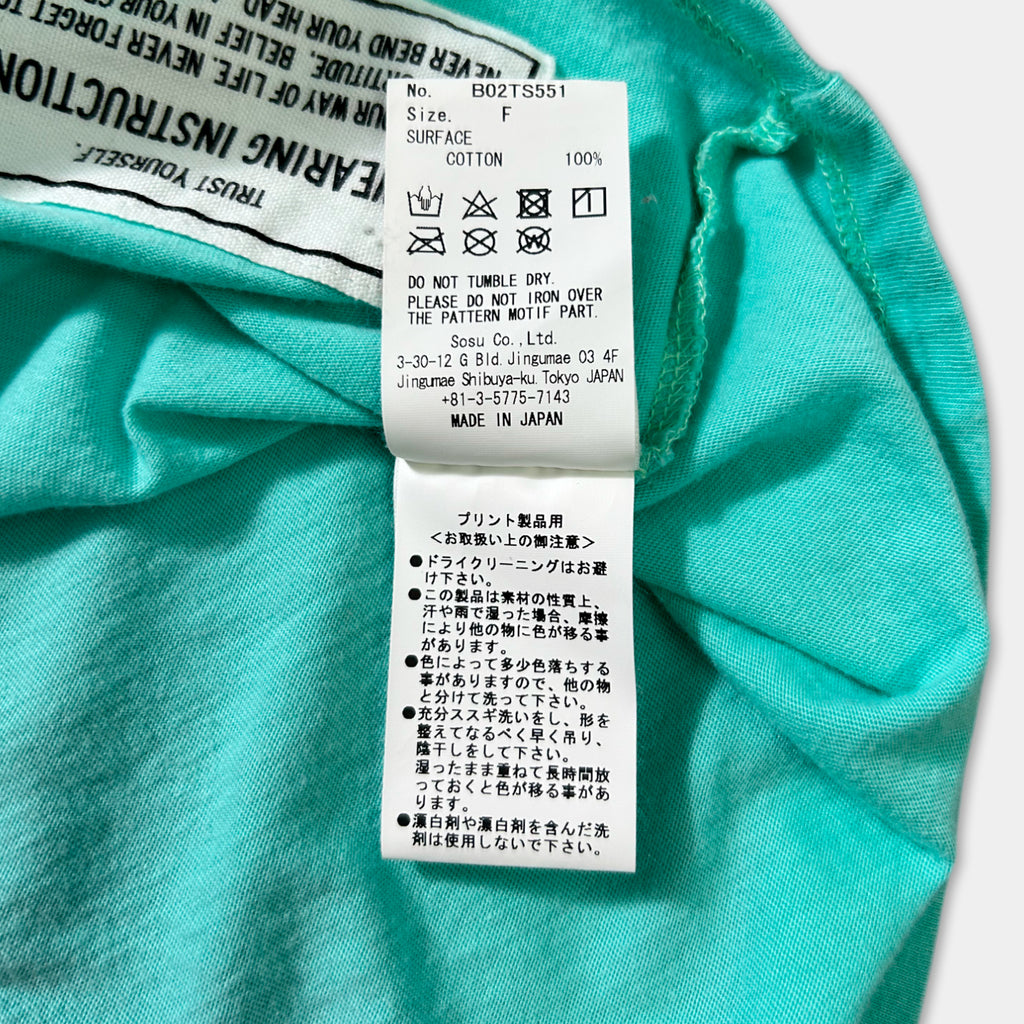 No. B02TS551
Size. F
SURFACE
COTTON 100%
W
DO NOT TUMBLE DRY.
PLEASE DO NOT IRON OVER
THE PATTERN MOTIF PART.
Sosu Co.,Ltd.
3-30-12 G Bld. Jingumae 03 4F
Jingumae Shibuya-ku. Tokyo JAPAN
+81-3-5775-7143
MADE IN JAPAN
プリント製品用
＜お取扱い上の御注意＞
●ドライクリーニングはお避
け下さい。
●この製品は素材の性質上、
汗や雨で湿った場合、摩擦
により他の物に色が移る事
があります。
●色によって多少色落ちする
事がありますので、他の物
と分けて洗って下さい。
●充分ススギ洗いをし、形を
整えてなるべく早く吊り、
陰干しをして下さい。
湿ったまま重ねて長時間放
っておくと色が移る事があ
ります。
●漂白剤や漂白剤を含んだ洗
剤は使用しないで下さい。
TRUST YOURSELF.
WEARING INSTRUCTION
YOUR WAY OF LIFE. NEVER FORGET TO
BELIEF IN YOUR
NEVER BEND YOUR HEAD